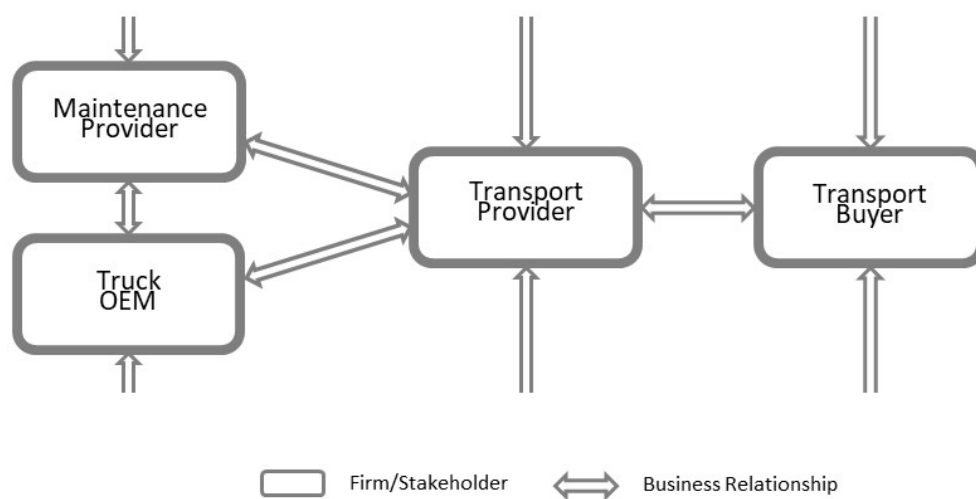 Maintenance
Provider
Truck
OEM
Transport
Provider
Transport
Buyer
Firm/Stakeholder
Business Relationship